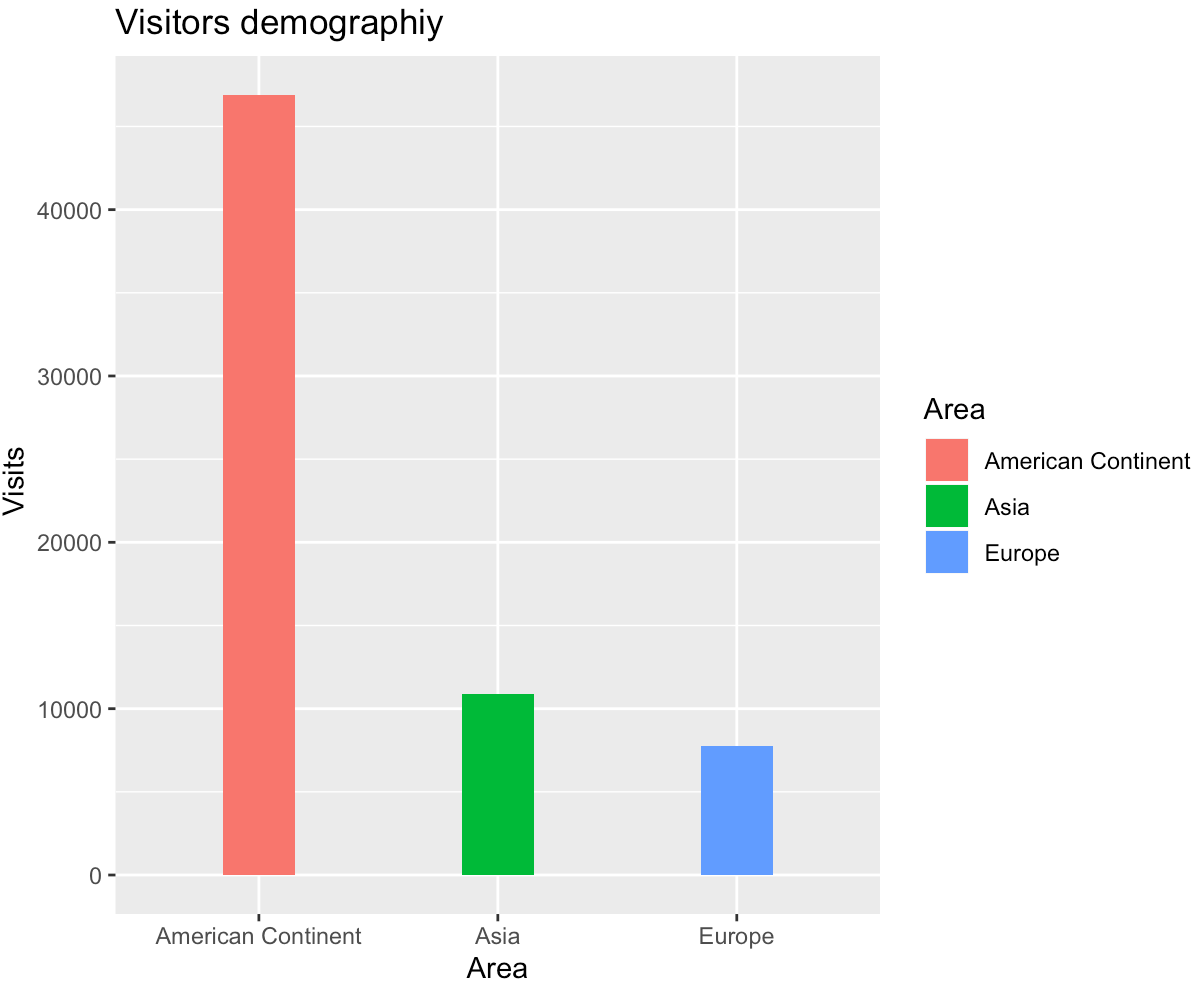 Visitors demographiy
Visits
40000
30000
20000
10000
0
American Continent
Asia
Europe
Area
Area
American Continent
Asia
Europe